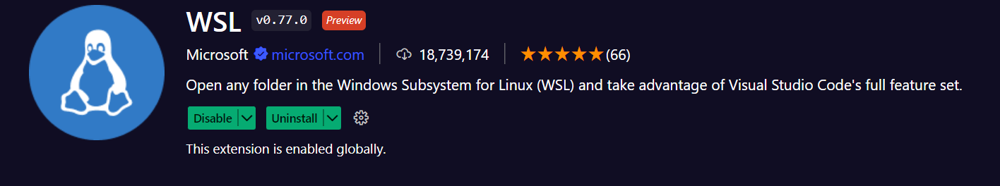 WSL v0.77.0 Preview
Microsoft microsoft.com 18,739,174 (66)
Open any folder in the Windows Subsystem for Linux (WSL) and take advantage of Visual Studio Code's full feature set.
Disable Uninstall
This extension is enabled globally.